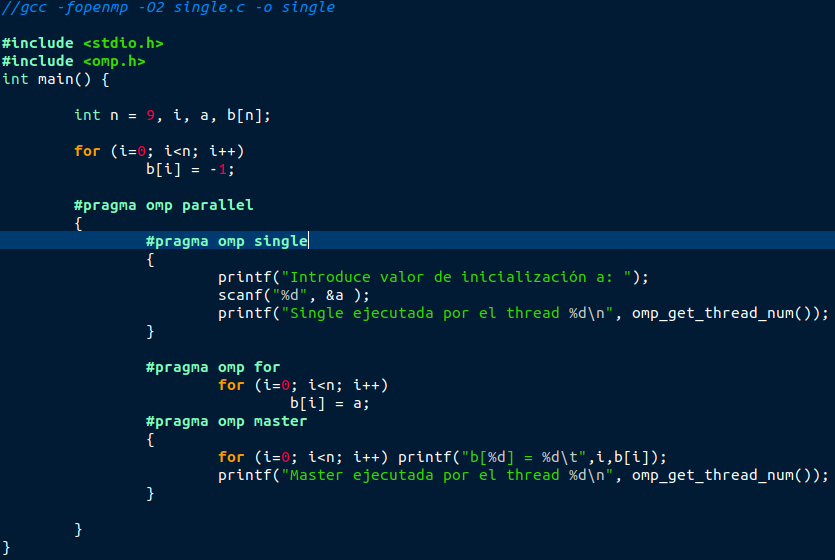 //gcc -fopenmp -O2 single.c -o single
#include <stdio.h>
#include <omp.h>
int main() {
int n = 9, i, a, b[n];
for (i=0; i<n; i++)
b[i] = -1;
#pragma omp parallel
{
#pragma omp single
{
printf("Introduce valor de inicialización a: ");
scanf("%d", &a );
printf("Single ejecutada por el thread %d\n", omp_get_thread_num());
}
#pragma omp for
for (i=0; i<n; i++)
b[i] = a;
#pragma omp master
{
for (i=0; i<n; i++) printf("b[%d] = %d\t",i,b[i]);
printf("Master ejecutada por el thread %d\n", omp_get_thread_num());
}
}
}